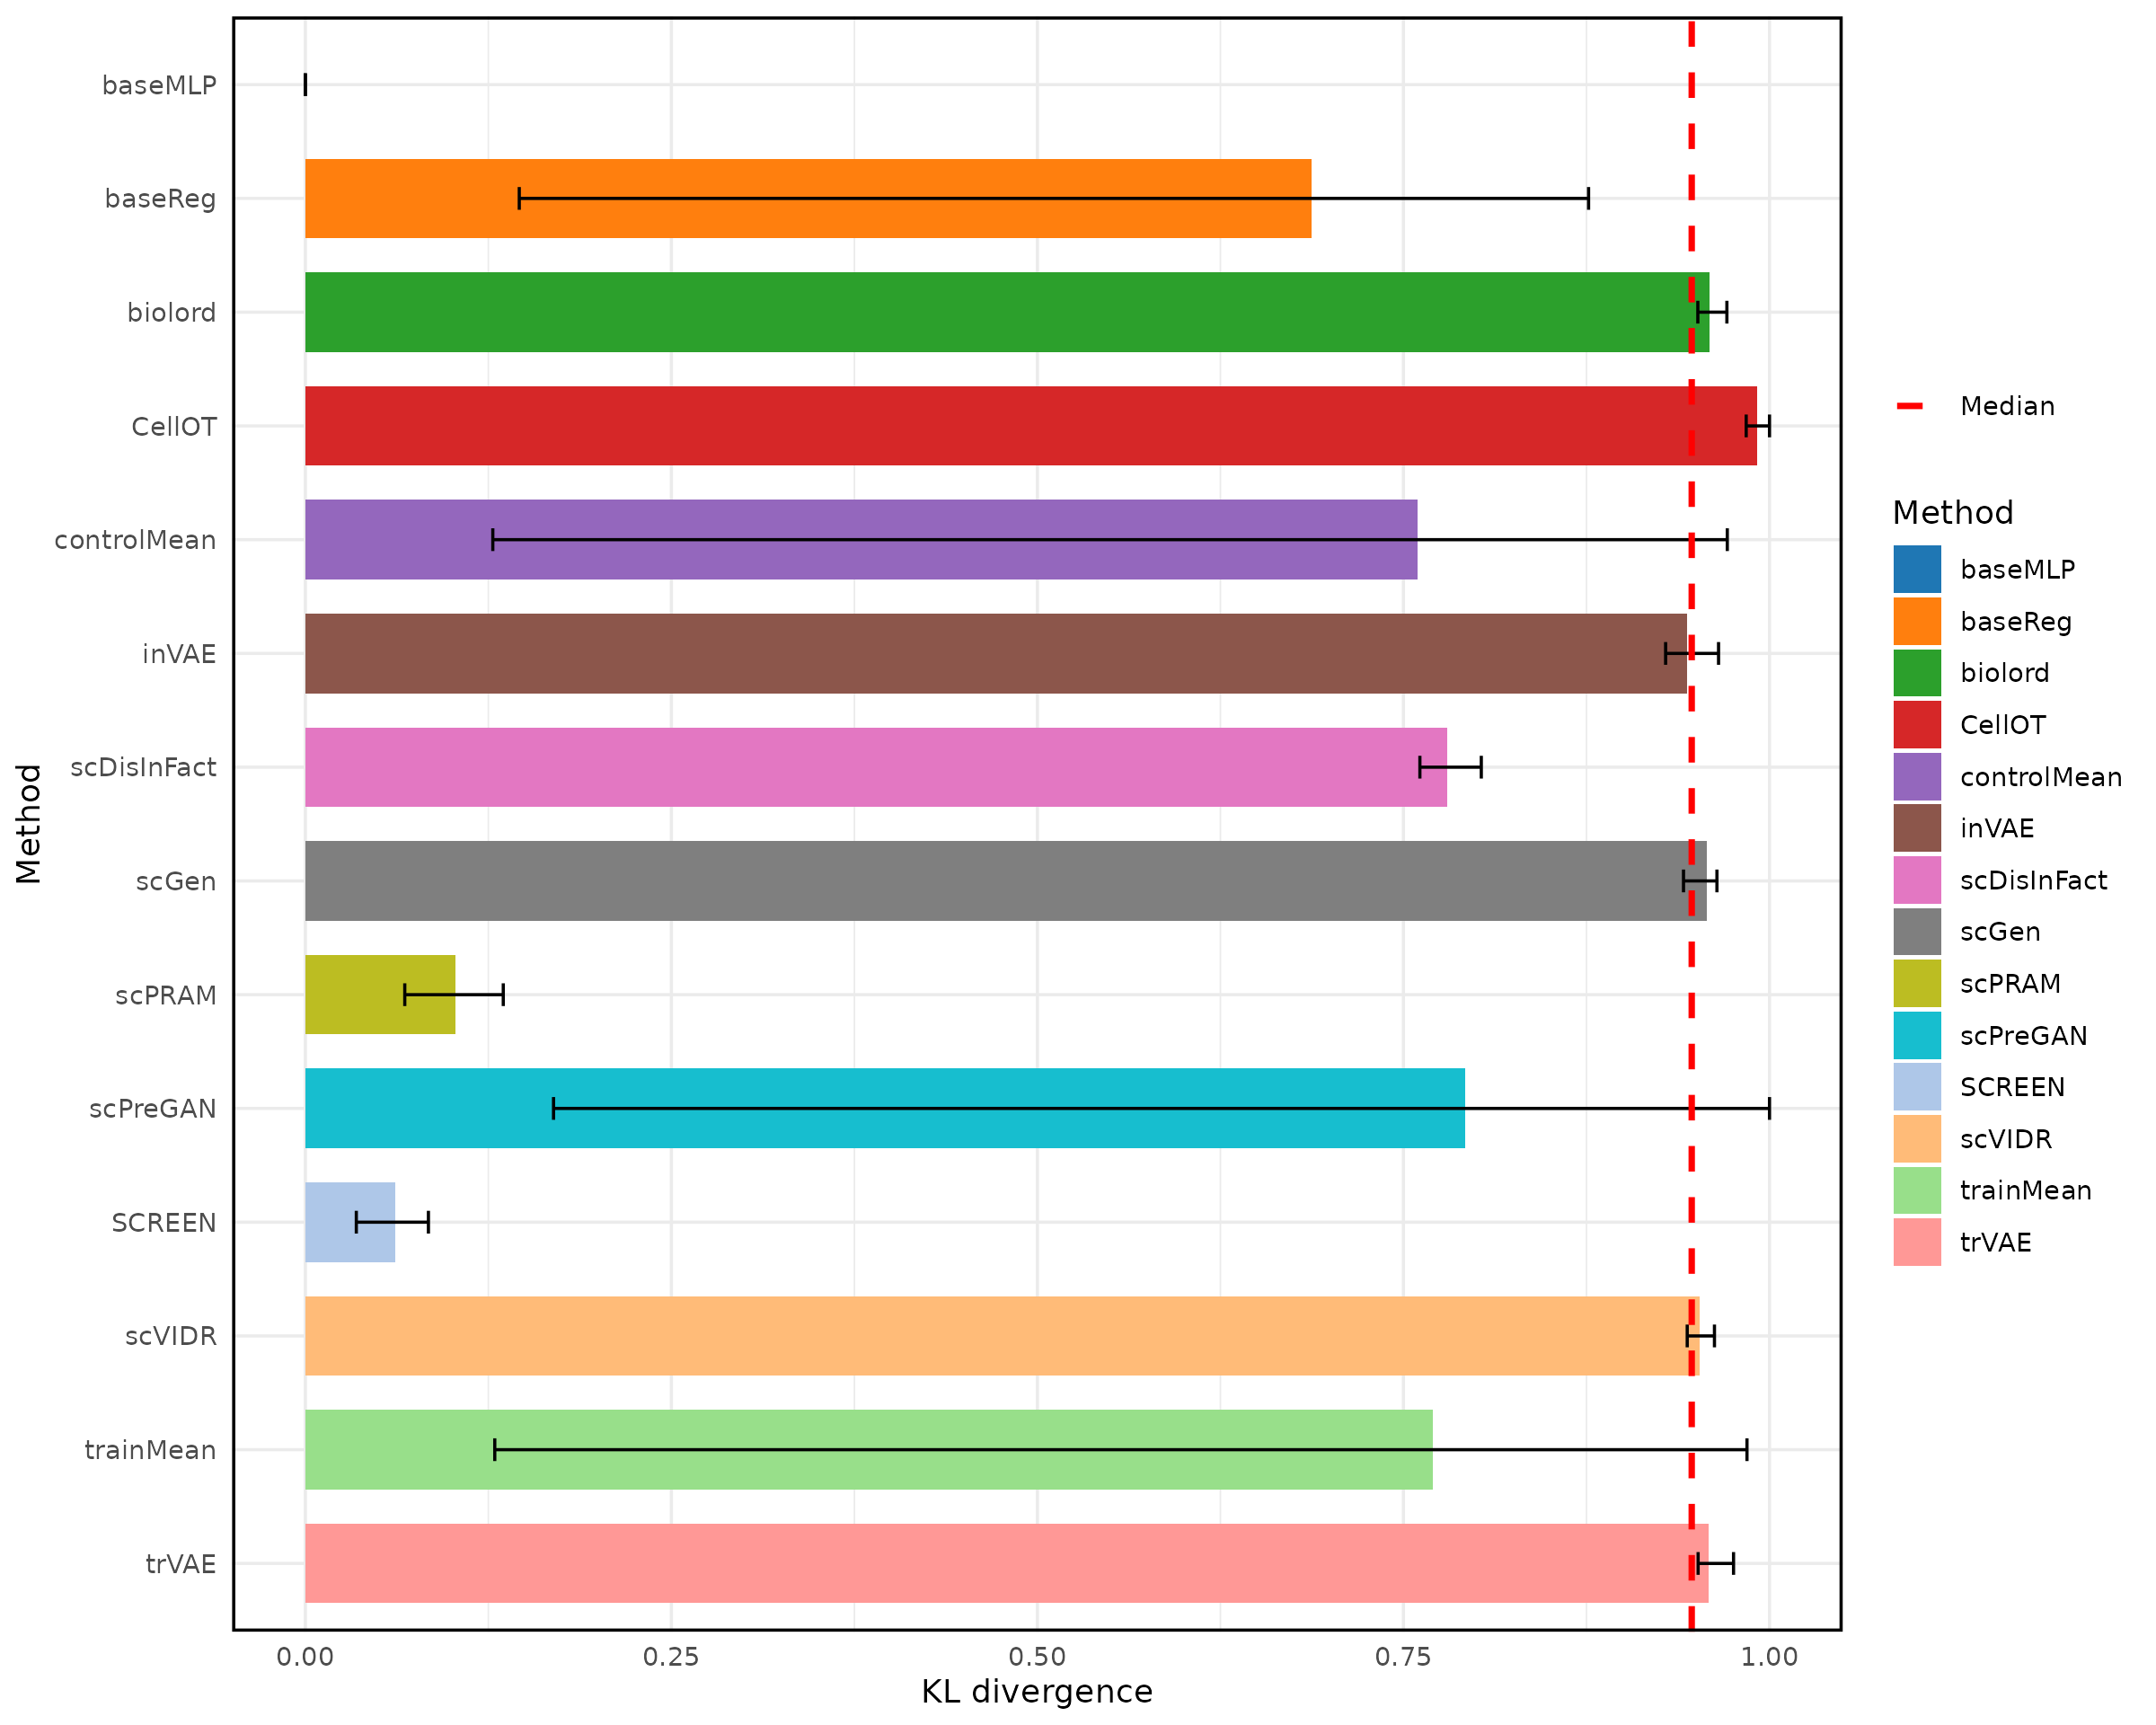 baseMLP
baseReg
biolord
CellOT
controlMean
inVAE
scDisInFact
scGen
scPRAM
scPreGAN
SCREEN
scVIDR
trainMean
trVAE
Method
0.00 0.25 0.50 0.75 1.00
KL divergence
Median
Method
baseMLP
baseReg
biolord
CellOT
controlMean
inVAE
scDisInFact
scGen
scPRAM
scPreGAN
SCREEN
scVIDR
trainMean
trVAE